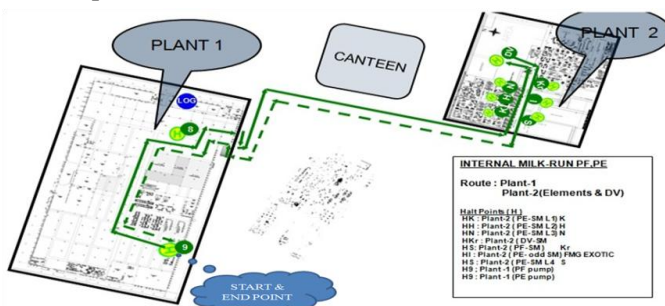 PLANT 1
CANTEEN
PLANT 2
LOG
8
9
START &
END POINT
INTERNAL MILK-RUN PF,PE
Route : Plant-1
Plant-2(Elements & DV)
Halt Points ( H )
HK : Plant-2 ( PE-SM L1) K
HH : Plant-2 ( PE-SM L2) H
HN : Plant-2 ( PE-SM L3) N
HKr : Plant-2 ( DV-SM
HS : Plant-2 (PF-SM) Kr
HI : Plant-2 (PE- odd SM) FMG EXOTIC
HS : Plant-2 (PE-SM L4 S
H9 ; Plant -1 (PF pump)
H9 : Plant -1 (PE pump)